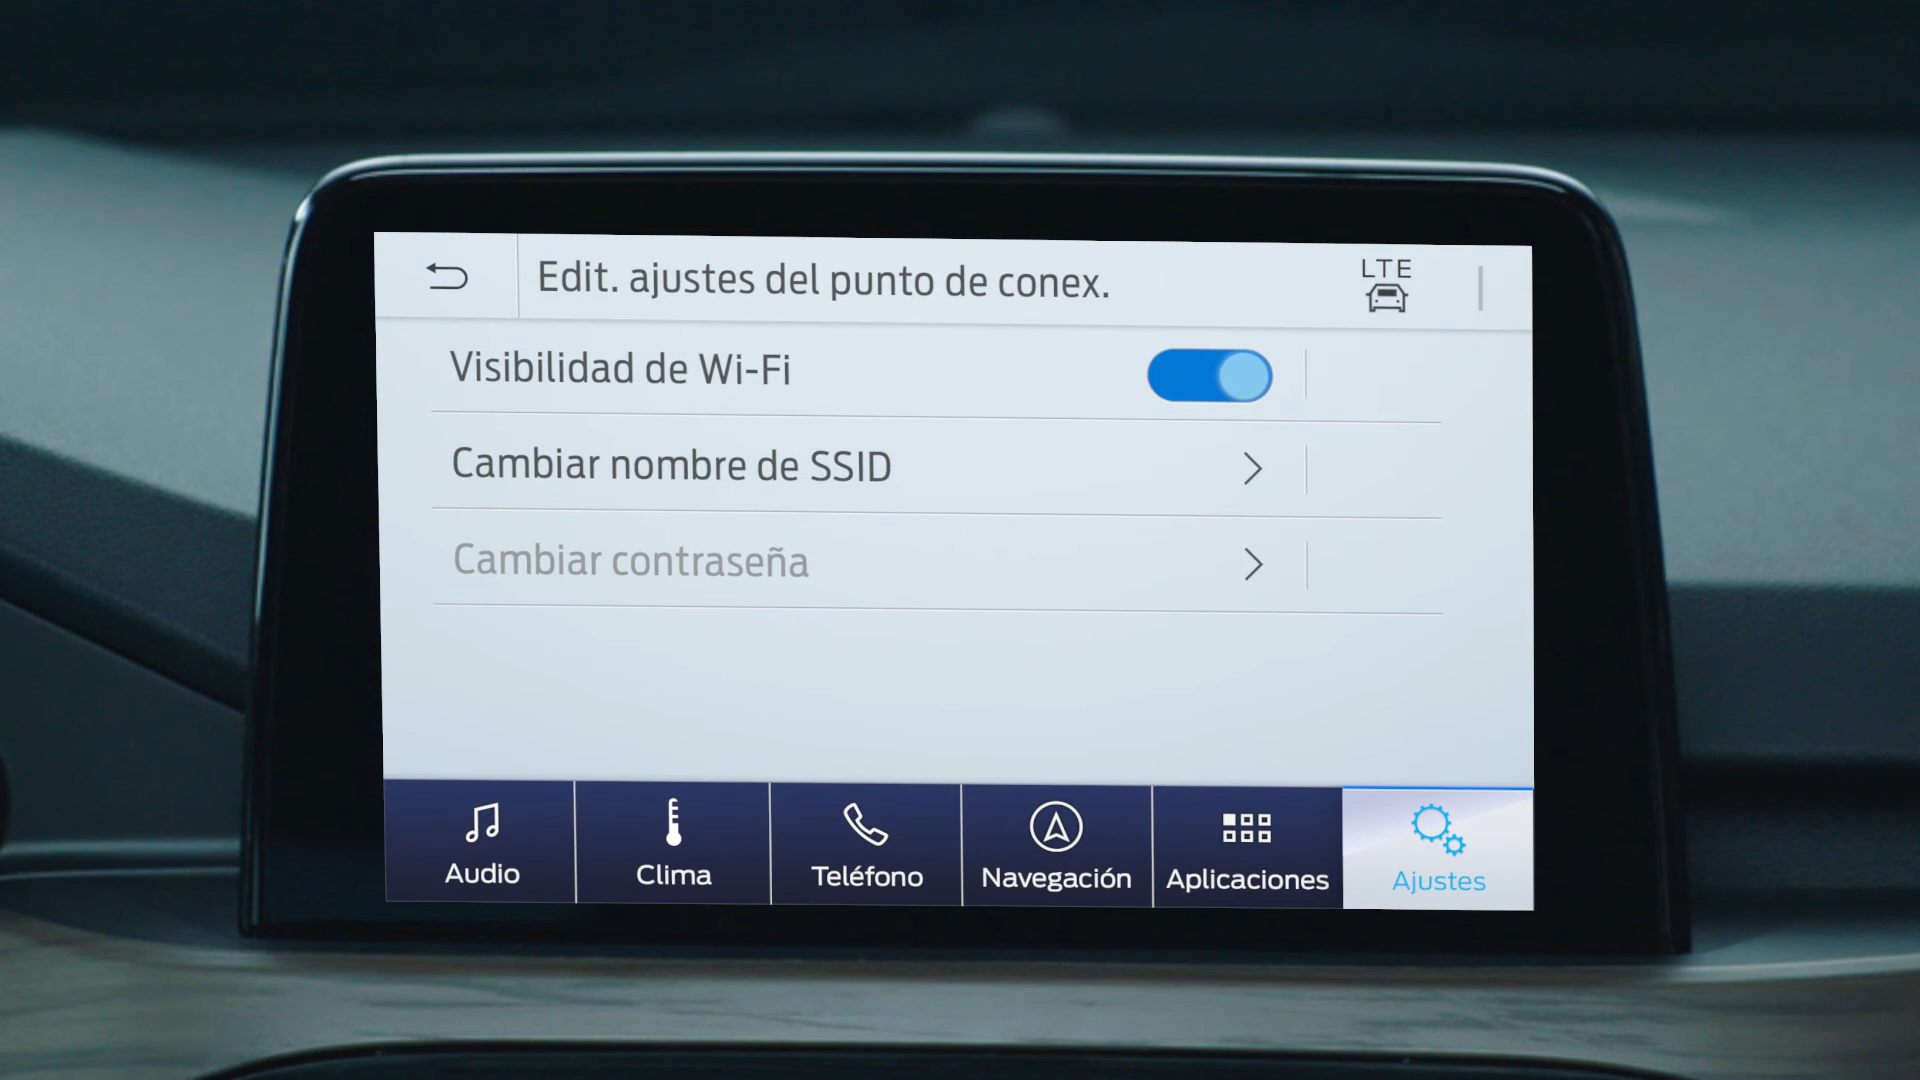 Edit. ajustes del punto de conex.
LTE
Visibilidad de Wi-Fi
Cambiar nombre de SSID
Cambiar contraseña
Audio
Clima
Teléfono
Navegación
Aplicaciones
Ajustes